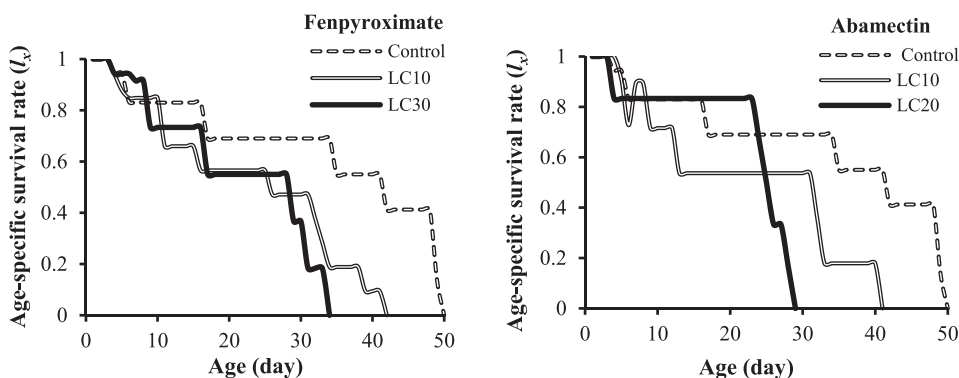 Fenpyroximate
Control
LC10
LC30
Age-specific survival rate (lx)
1
0.8
0.6
0.4
0.2
0
0 10 20 30 40 50
Age (day)
Abamectin
Control
LC10
LC20
Age-specific survival rate (lx)
1
0.8
0.6
0.4
0.2
0
0 10 20 30 40 50
Age (day)